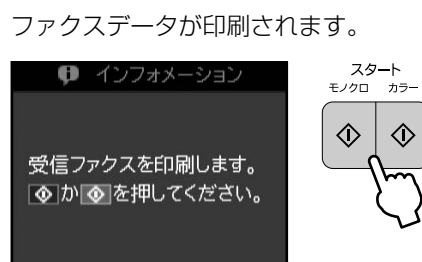 ファクスデータが印刷されます。
インフォメーション
受信ファクスを印刷します。
か を押してください。
スタート
モノクロ カラー